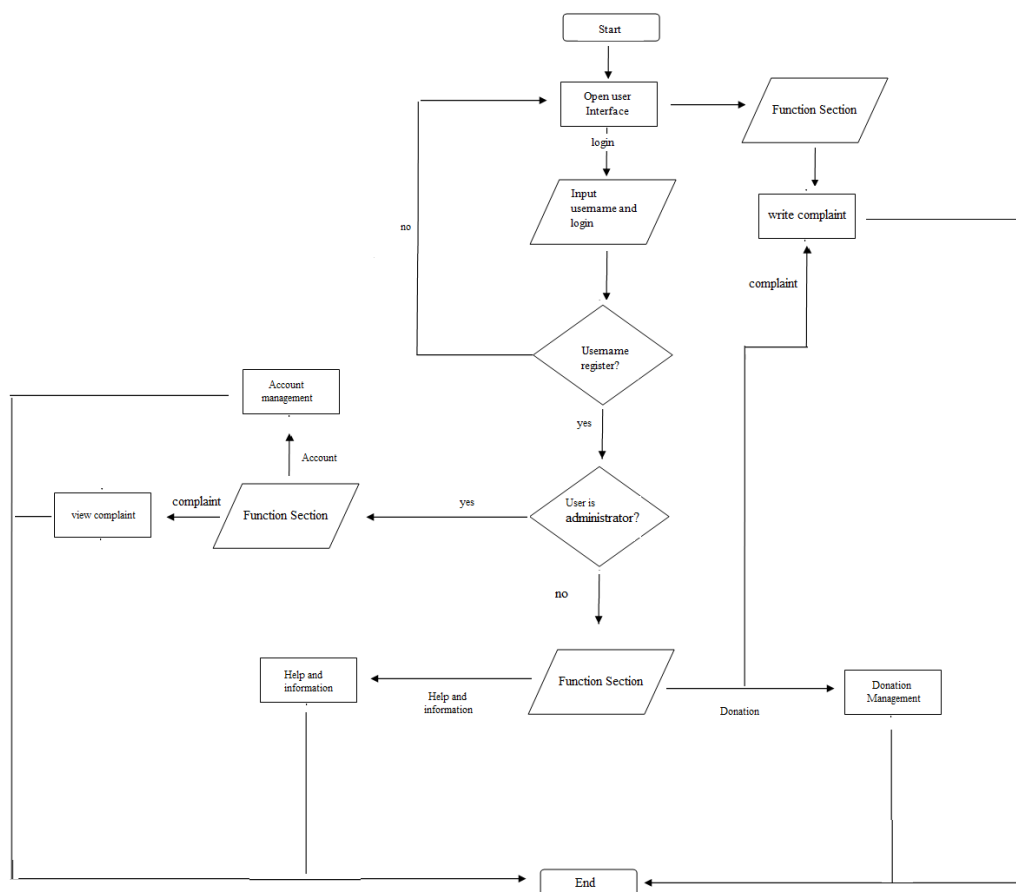 Start
Open user
Interface
Function Section
login
Input
username and
login
write complaint
no
complaint
Username
register?
Account
management
yes
Account
complaint
view complaint
Function Section
yes
User is
administrator?
no
Help and
information
Function Section
Donation
Management
Help and
information
Donation
End